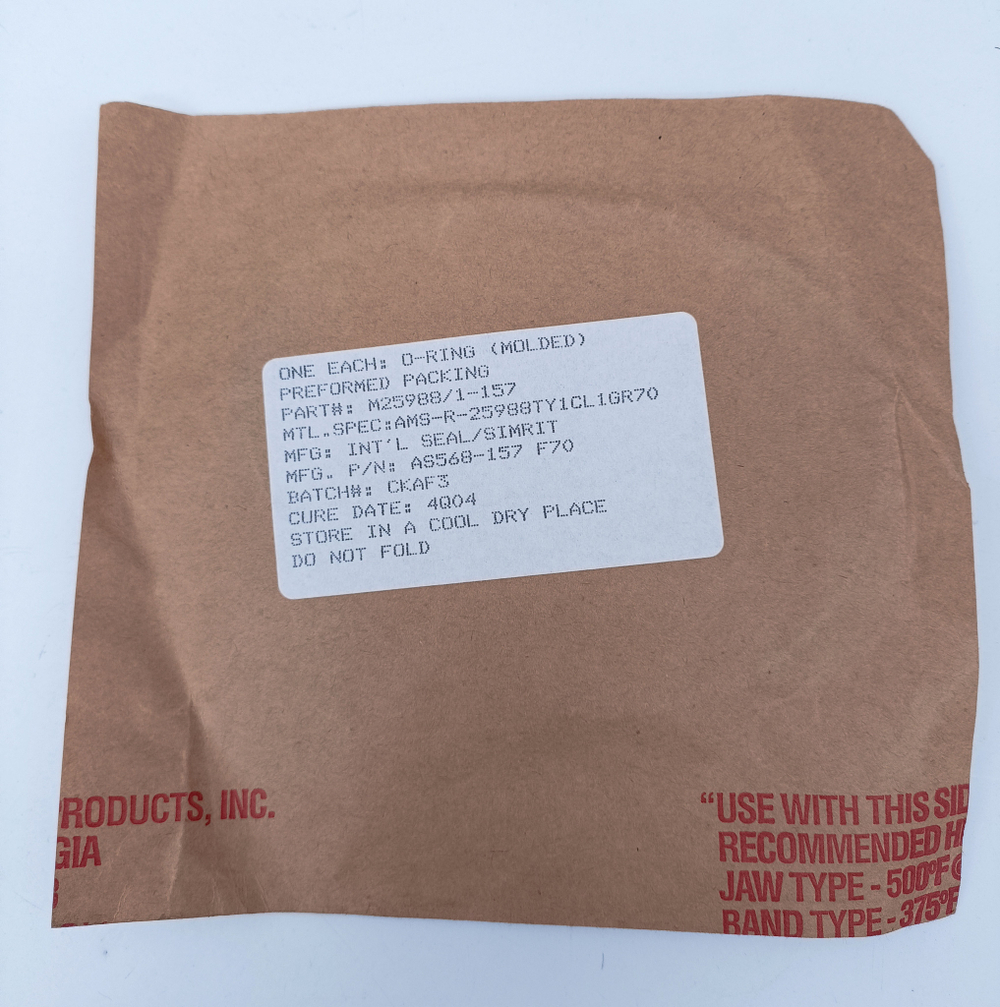 ONE EACH: O-RING (MOLDED)
PREFORMED PACKING
PART#: M25988/1-157
MTL.SPEC:AMS-R-25988TY1CL1GR70
MFG: INT'L SEAL/SIMRIT
MFG. P/N: AS568-157 F70
BATCH#: CKAF3
CURE DATE: 4Q04
STORE IN A COOL DRY PLACE
DO NOT FOLD
RODUCTS, INC.
GIA
“USE WITH THIS SID
RECOMMENDED H
JAW TYPE - 500°F
BAND TYPE - 375°F